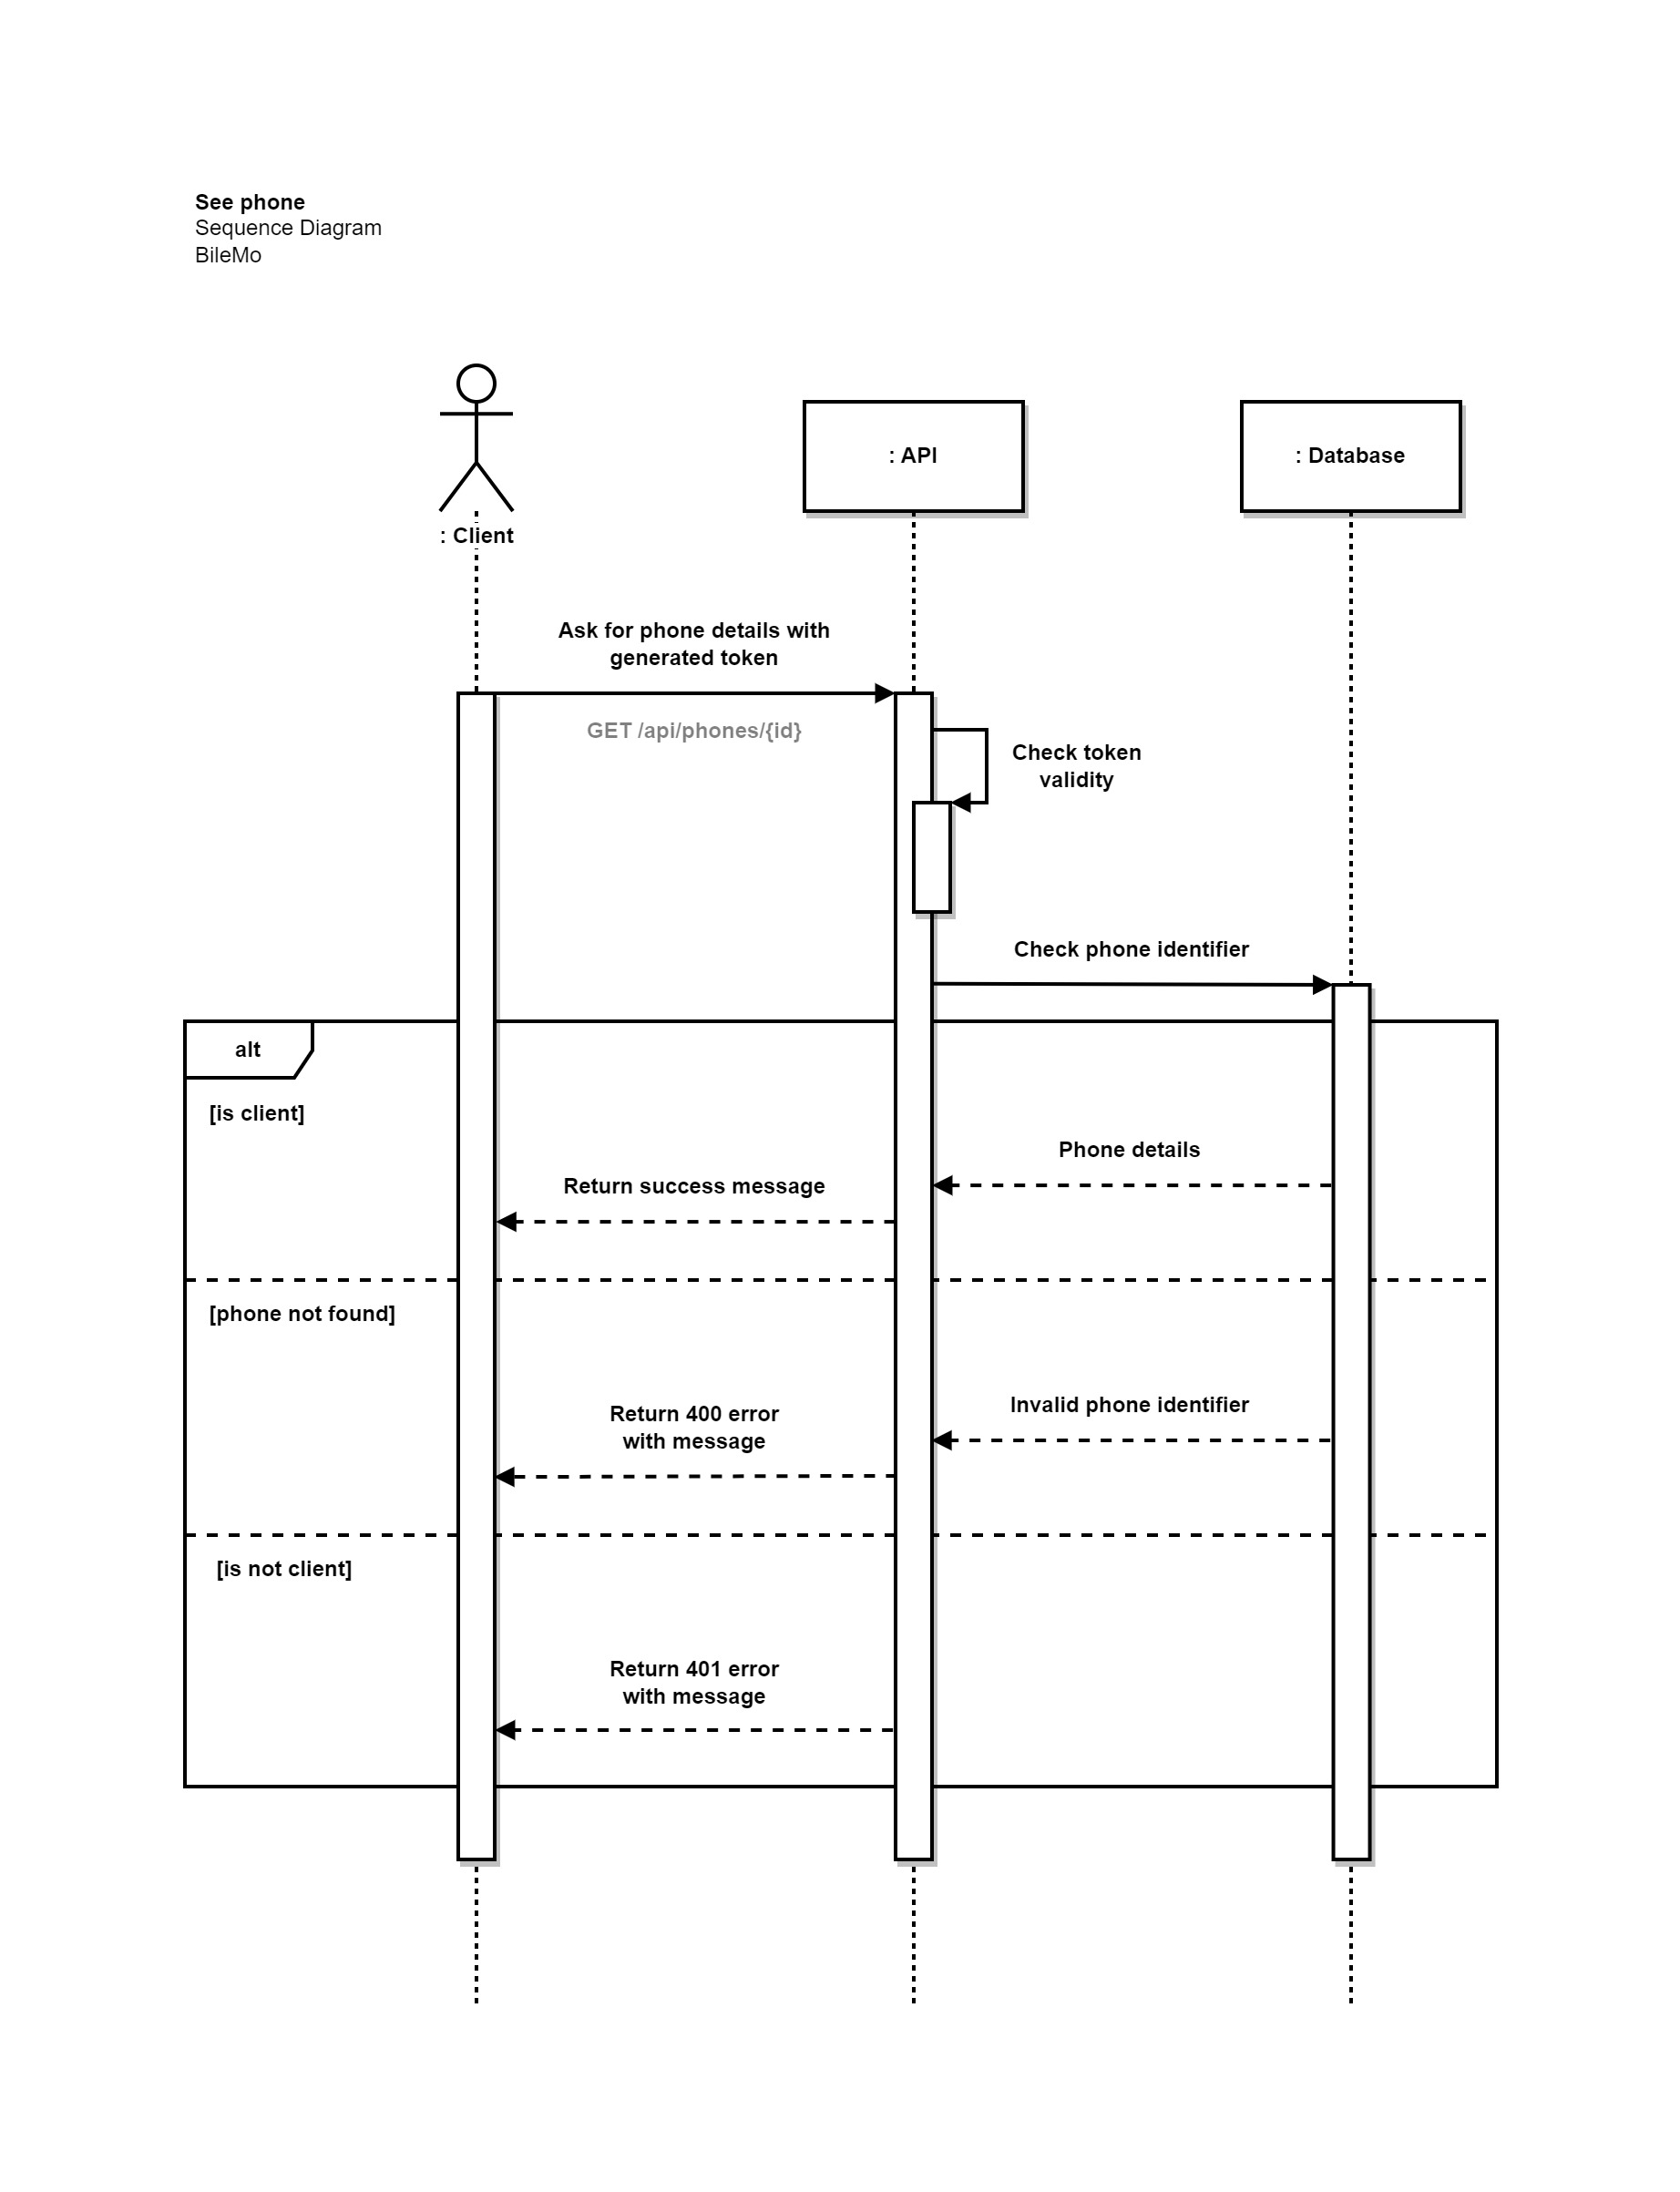 See phone
Sequence Diagram
BileMo
: Client
: API
: Database
Ask for phone details with
generated token
GET /api/phones/{id}
Check token
validity
Check phone identifier
alt
[is client]
Phone details
Return success message
[phone not found]
Invalid phone identifier
Return 400 error
with message
[is not client]
Return 401 error
with message